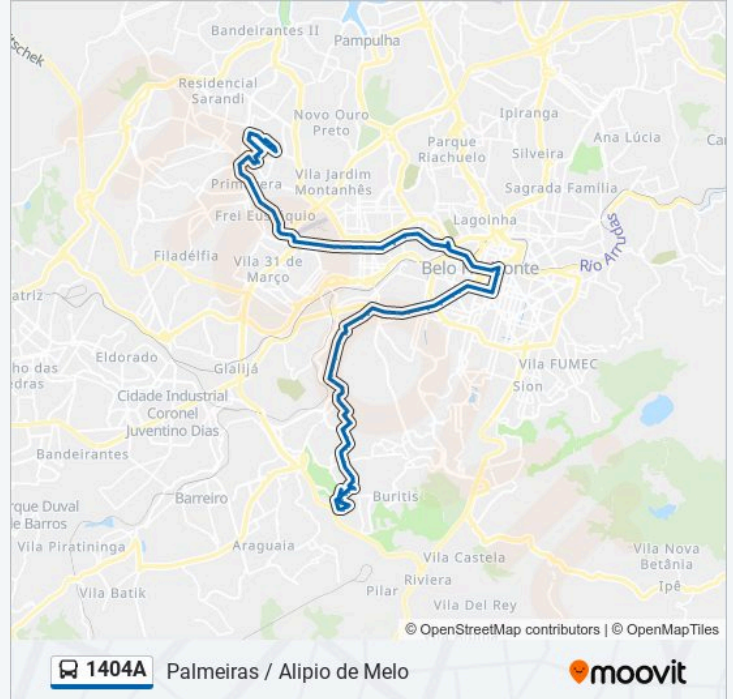 Bandeirantes II
Pampulha
Residencial
Sarandi
Novo Ouro
Preto
Ipiranga
Ana Lúcia
Parque
Riachuelo
Silveira
Vila Jardim
Montanhês
Sagrada Família
Lagoinha
Rio Arrudas
Filadélfia
Vila 31 de
Março
Eldorado
Vila FUMEC
Sion
Cidade Industrial
Coronel
Juventino Dias
Bandeirantes
Barreiro
Buritis
de Barros
Vila Piratininga
Araguaia
Vila Castela
Vila Nova
Betânia
Riviera
Ipê
Vila Batik
Pilar
Vila Del Rey
© OpenStreetMap contributors | © OpenMapTiles
1404A Palmeiras / Alipio de Melo
moovit